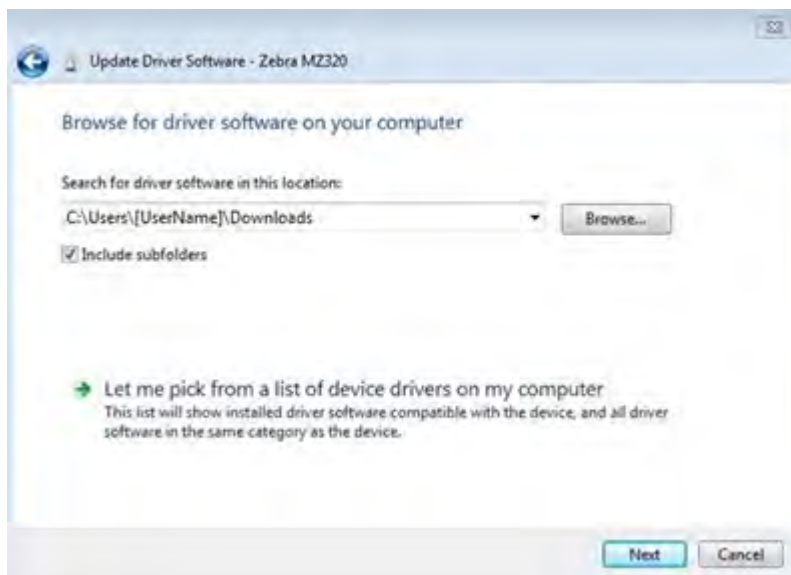 Update Driver Software - Zebra MZ320
Browse for driver software on your computer
Search for driver software in this location:
C:\Users\[UserName]\Downloads
Browse...
Include subfolders
Let me pick from a list of device drivers on my computer
This list will show installed driver software compatible with the device, and all driver
software in the same category as the device.
Next
Cancel